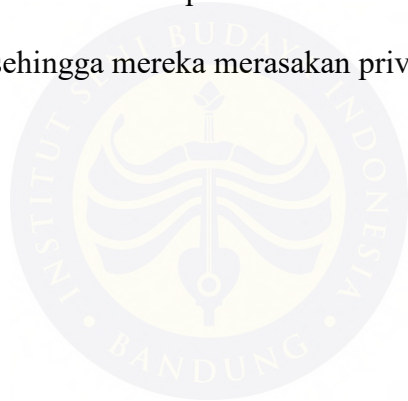 sehingga mereka merasakan priv
INSTITUT SENI BUDAYA INDONESIA
BANDUNG